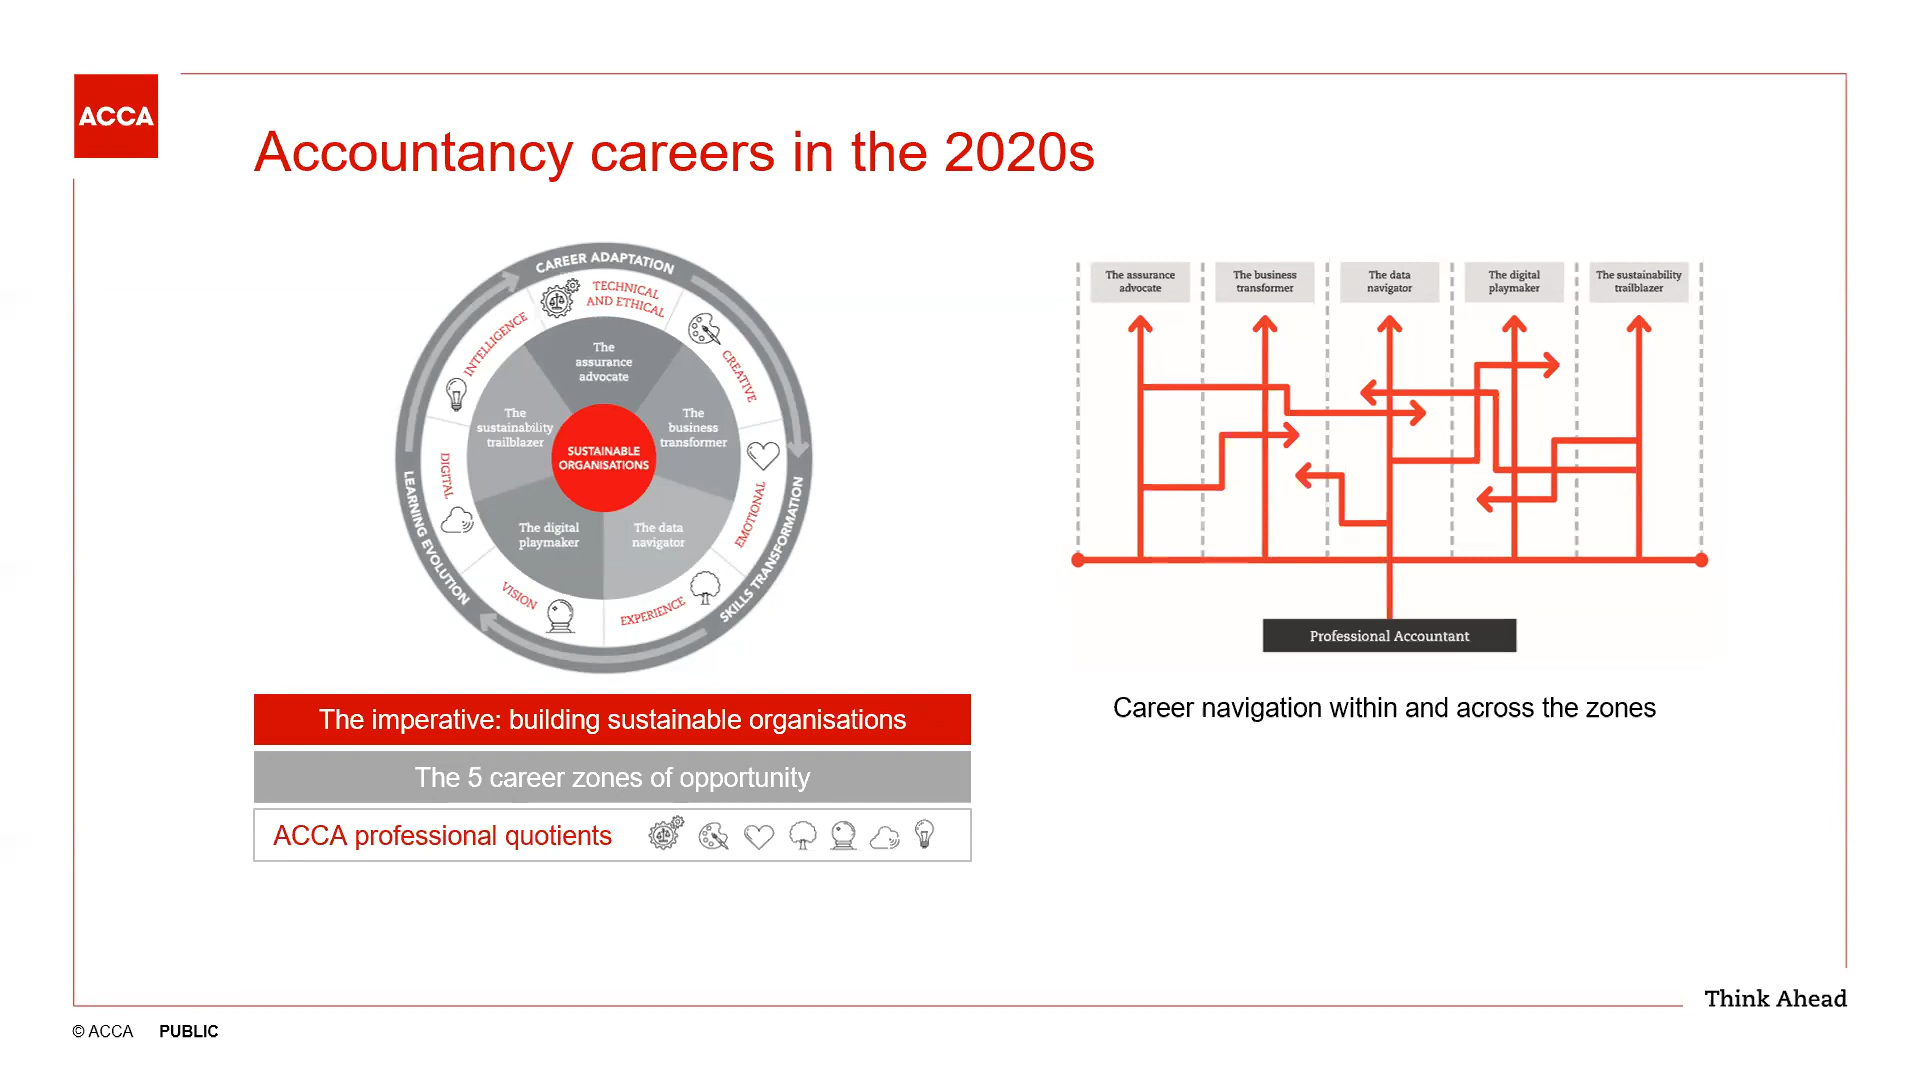 ACCA
Accountancy careers in the 2020s
CAREER ADAPTATION
SKILLS TRANSFORMATION
LEARNING EVOLUTION
TECHNICAL
AND ETHICAL
CREATIVE
EMOTIONAL
EXPERIENCE
VISION
DIGITAL
INTELLIGENCE
The
assurance
advocate
The
business
transformer
The data
navigator
The digital
playmaker
The
sustainability
trailblazer
SUSTAINABLE
ORGANISATIONS
The imperative: building sustainable organisations
The 5 career zones of opportunity
ACCA professional quotients
The assurance
advocate
The business
transformer
The data
navigator
The digital
playmaker
The sustainability
trailblazer
Professional Accountant
Career navigation within and across the zones
Think Ahead
© ACCA PUBLIC